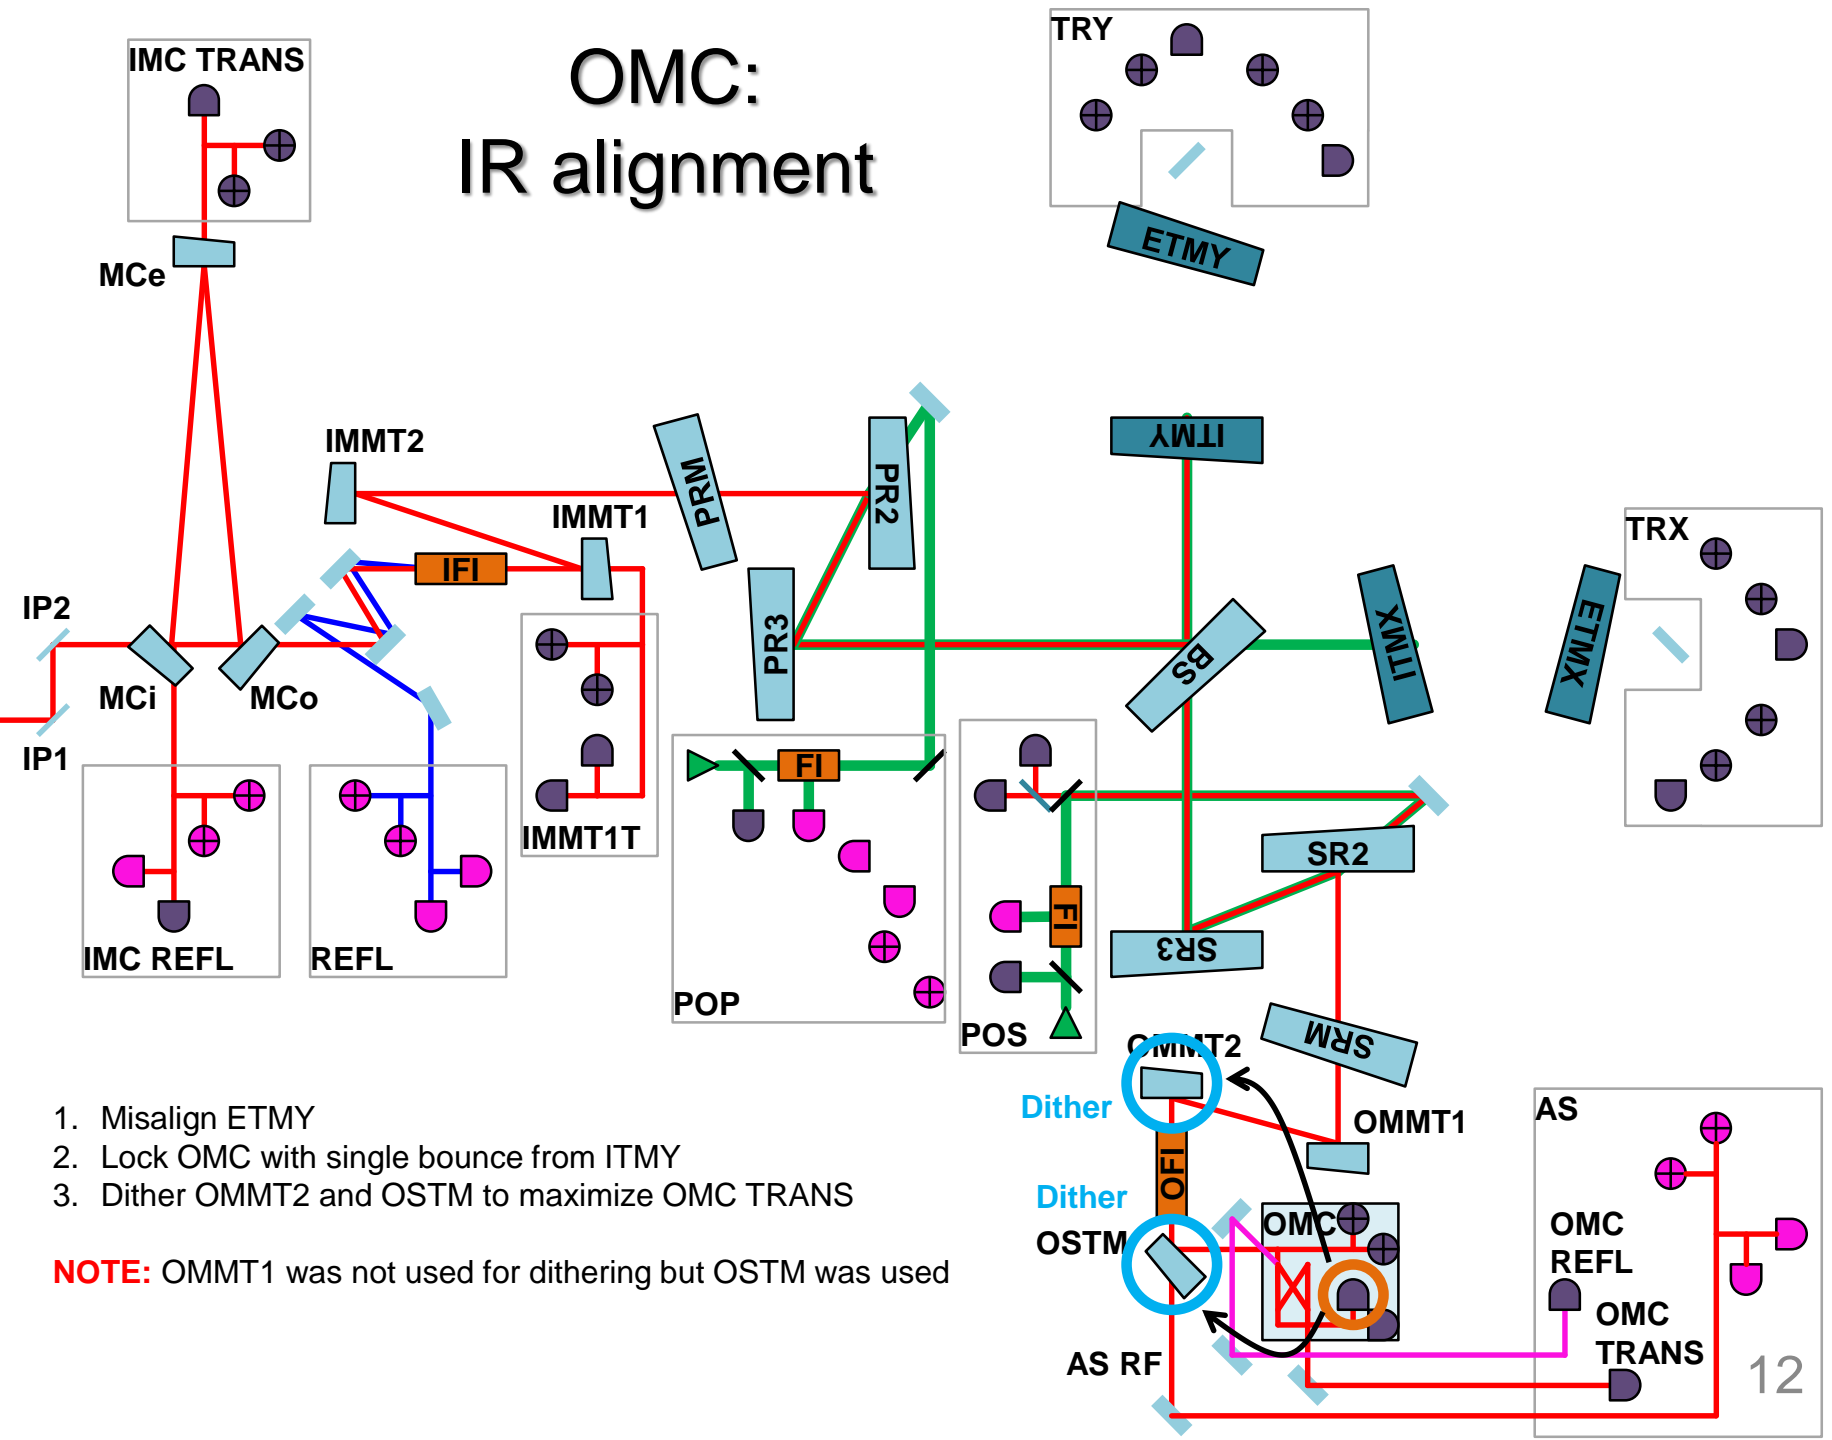 OMC:
IR alignment
IMC TRANS
TRY
MCe
ETMY
IMMT2
PRM
PR2
ITMY
IMMT1
TRX
IFI
IP2
PR3
BS
ITMX
ETMX
MCi
MCo
IP1
FI
IMMT1T
SR2
FI
IMC REFL
REFL
SR3
POP
POS
SRM
OMMT2
Dither
OMMT1
AS
OFI
Dither
OSTM
OMC
OMC
REFL
OMC
TRANS
AS RF
1. Misalign ETMY
2. Lock OMC with single bounce from ITMY
3. Dither OMMT2 and OSTM to maximize OMC TRANS
NOTE: OMMT1 was not used for dithering but OSTM was used
12